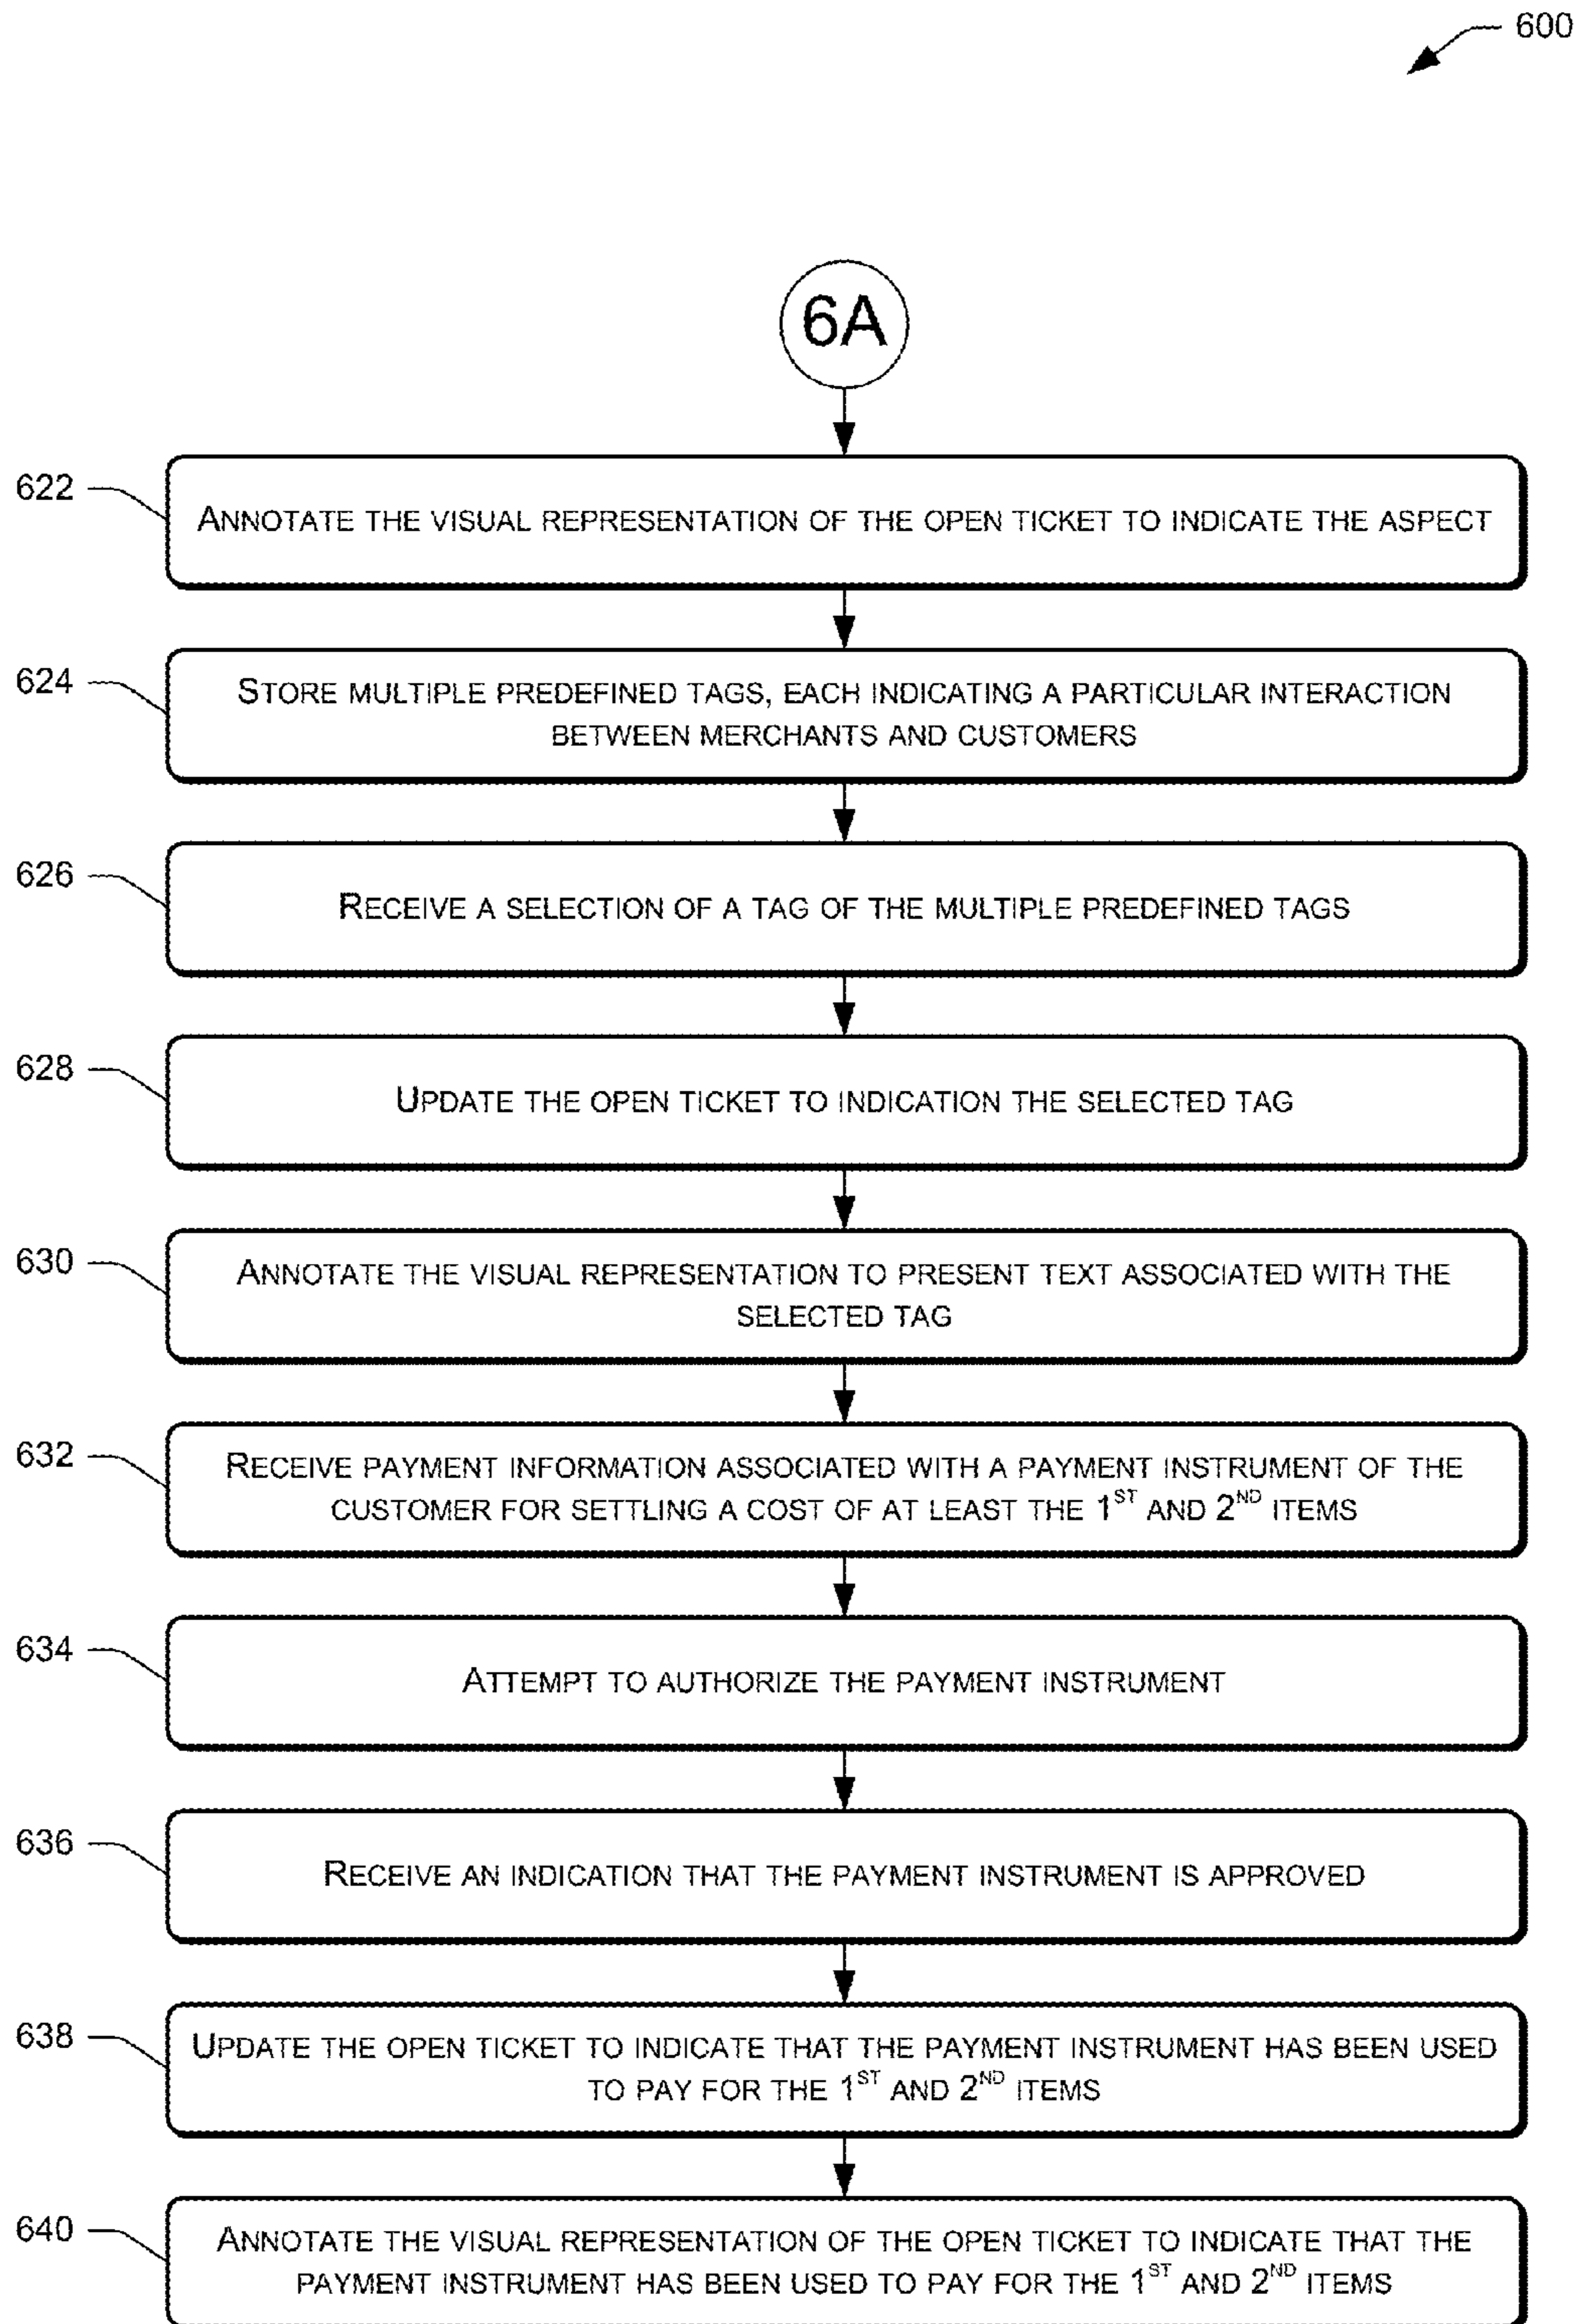 600
6A
622
ANNOTATE THE VISUAL REPRESENTATION OF THE OPEN TICKET TO INDICATE THE ASPECT
624
STORE MULTIPLE PREDEFINED TAGS, EACH INDICATING A PARTICULAR INTERACTION
BETWEEN MERCHANTS AND CUSTOMERS
626
RECEIVE A SELECTION OF A TAG OF THE MULTIPLE PREDEFINED TAGS
628
UPDATE THE OPEN TICKET TO INDICATION THE SELECTED TAG
630
ANNOTATE THE VISUAL REPRESENTATION TO PRESENT TEXT ASSOCIATED WITH THE
SELECTED TAG
632
RECEIVE PAYMENT INFORMATION ASSOCIATED WITH A PAYMENT INSTRUMENT OF THE
CUSTOMER FOR SETTLING A COST OF AT LEAST THE 1ST AND 2ND ITEMS
634
ATTEMPT TO AUTHORIZE THE PAYMENT INSTRUMENT
636
RECEIVE AN INDICATION THAT THE PAYMENT INSTRUMENT IS APPROVED
638
UPDATE THE OPEN TICKET TO INDICATE THAT THE PAYMENT INSTRUMENT HAS BEEN USED
TO PAY FOR THE 1ST AND 2ND ITEMS
640
ANNOTATE THE VISUAL REPRESENTATION OF THE OPEN TICKET TO INDICATE THAT THE
PAYMENT INSTRUMENT HAS BEEN USED TO PAY FOR THE 1ST AND 2ND ITEMS